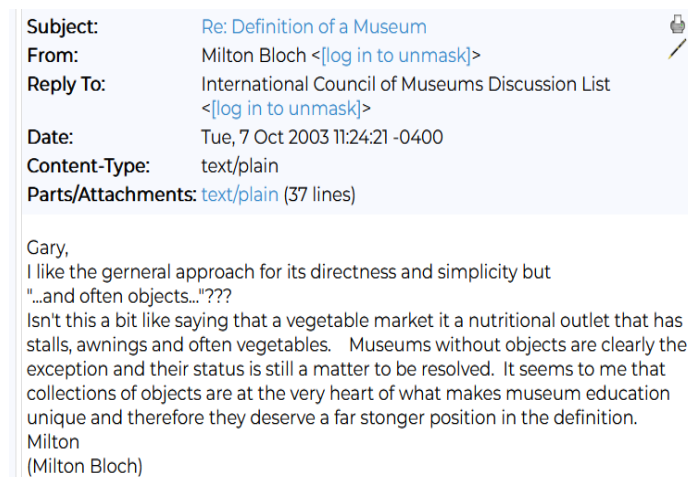 Subject: Re: Definition of a Museum
From: Milton Bloch <[log in to unmask]>
Reply To: International Council of Museums Discussion List
<[log in to unmask]>
Date: Tue, 7 Oct 2003 11:24:21 -0400
Content-Type: text/plain
Parts/Attachments: text/plain (37 lines)
Gary,
I like the gerneral approach for its directness and simplicity but
"...and often objects..."???
Isn't this a bit like saying that a vegetable market it a nutritional outlet that has
stalls, awnings and often vegetables.    Museums without objects are clearly the
exception and their status is still a matter to be resolved.  It seems to me that
collections of objects are at the very heart of what makes museum education
unique and therefore they deserve a far stonger position in the definition.
Milton
(Milton Bloch)